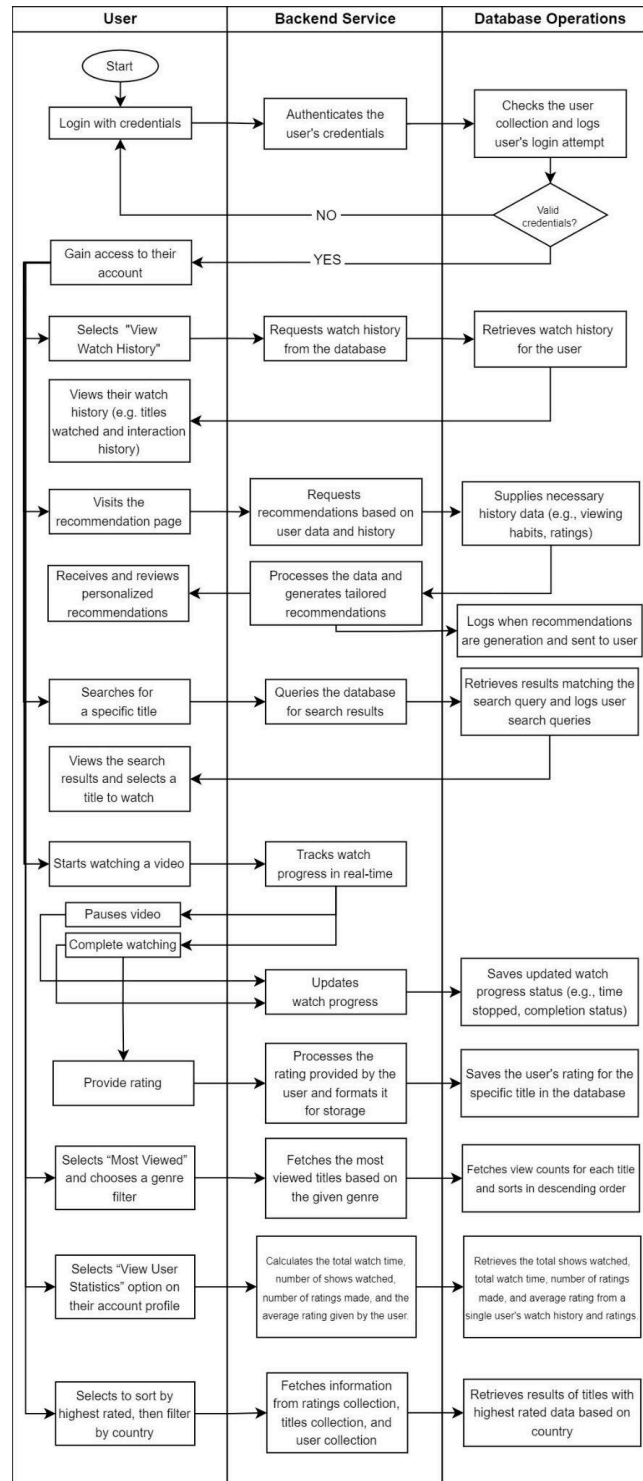 User
Backend Service
Database Operations
Start
Login with credentials
Authenticates the
user's credentials
Checks the user
collection and logs
user's login attempt
Valid
credentials?
NO
YES
Gain access to their
account
Selects "View
Watch History"
Requests watch history
from the database
Retrieves watch history
for the user
Views their watch
history (e.g. titles
watched and interaction
history)
Visits the
recommendation page
Requests
recommendations based on
user data and history
Supplies necessary
history data (e.g., viewing
habits, ratings)
Receives and reviews
personalized
recommendations
Processes the data and
generates tailored
recommendations
Logs when recommendations
are generation and sent to user
Searches for
a specific title
Queries the database
for search results
Retrieves results matching the
search query and logs user
search queries
Views the search
results and selects a
title to watch
Starts watching a video
Tracks watch
progress in real-time
Pauses video
Complete watching
Updates
watch progress
Saves updated watch
progress status (e.g., time
stopped, completion status)
Provide rating
Processes the
rating provided by the
user and formats it
for storage
Saves the user's rating for the
specific title in the database
Selects “Most Viewed”
and chooses a genre
filter
Fetches the most
viewed titles based on
the given genre
Fetches view counts for each title
and sorts in descending order
Selects “View User
Statistics” option on
their account profile
Calculates the total watch time,
number of shows watched,
number of ratings made, and the
average rating given by the user.
Retrieves the total shows watched,
total watch time, number of ratings
made, and average rating from a
single user's watch history and ratings.
Selects to sort by
highest rated, then filter
by country
Fetches information
from ratings collection,
titles collection, and
user collection
Retrieves results of titles with
highest rated data based on
country